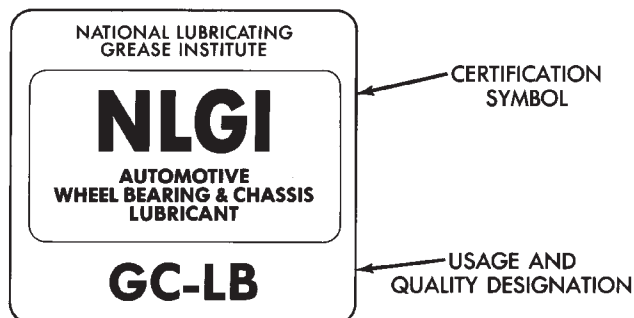 NATIONAL LUBRICATING
GREASE INSTITUTE
NLGI
AUTOMOTIVE
WHEEL BEARING & CHASSIS
LUBRICANT
GC-LB
CERTIFICATION
SYMBOL
USAGE AND
QUALITY DESIGNATION